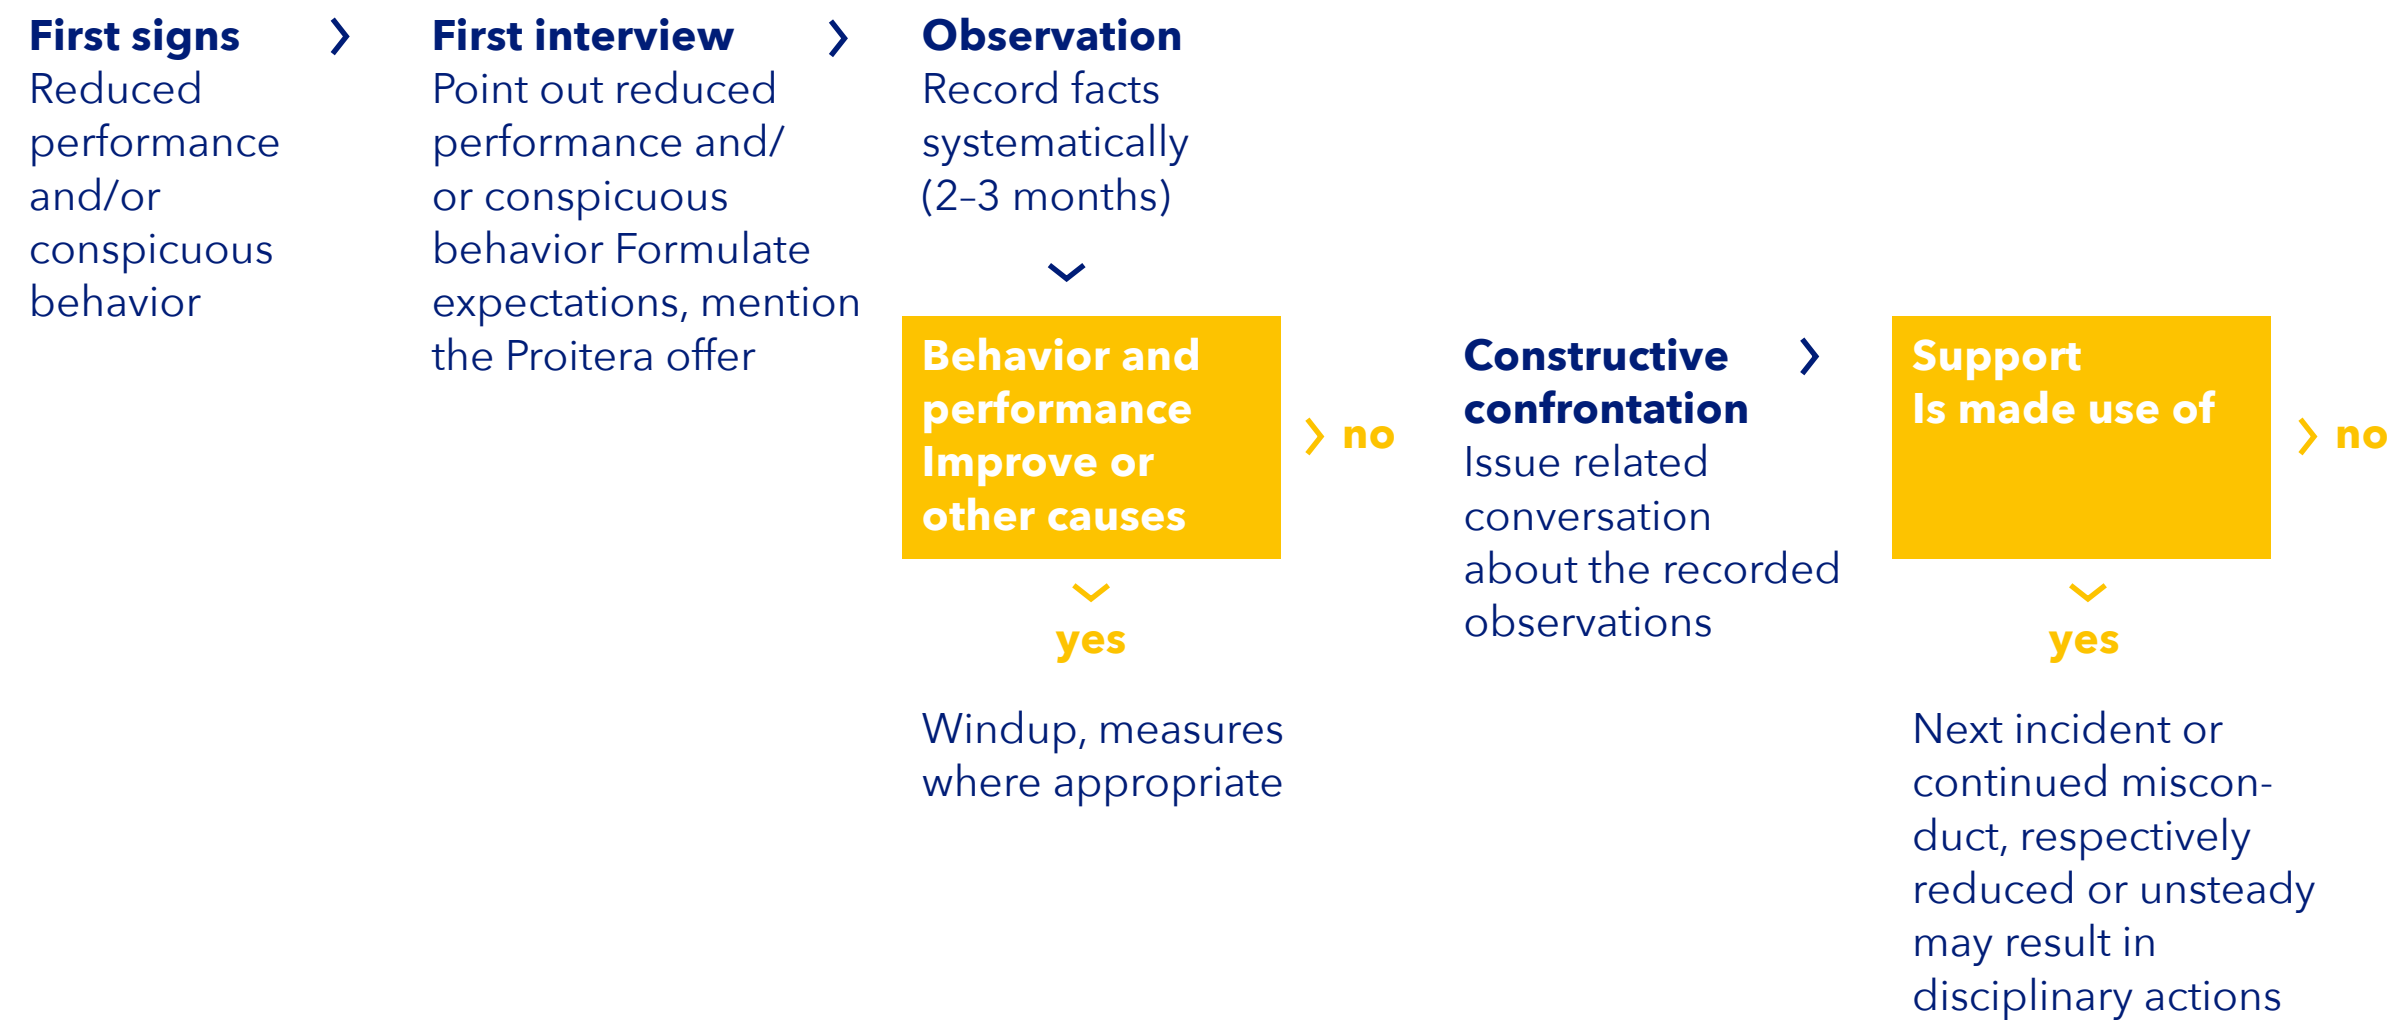 First signs
Reduced
performance
and/or
conspicuous
behavior
First interview
Point out reduced
performance and/
or conspicuous
behavior Formulate
expectations, mention
the Proitera offer
Observation
Record facts
systematically
(2–3 months)
Behavior and
performance
Improve or
other causes
no
yes
Windup, measures
where appropriate
Constructive
confrontation
Issue related
conversation
about the recorded
observations
Support
Is made use of
no
yes
Next incident or
continued miscon-
duct, respectively
reduced or unsteady
may result in
disciplinary actions